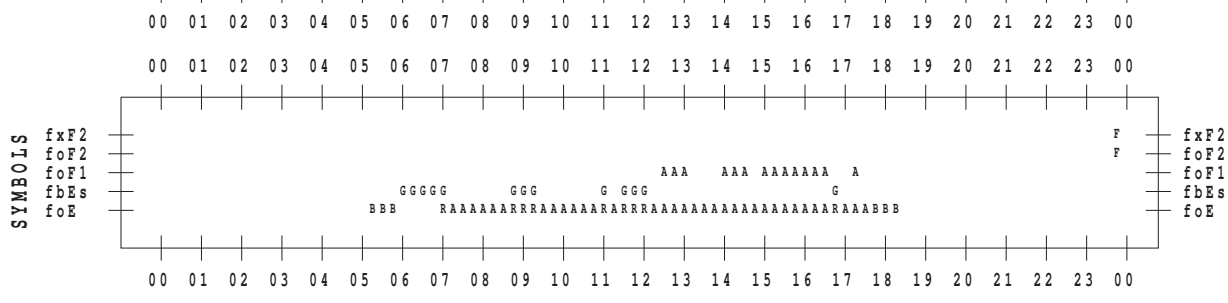 00 01 02 03 04 05 06 07 08 09 10 11 12 13 14 15 16 17 18 19 20 21 22 23 00
00 01 02 03 04 05 06 07 08 09 10 11 12 13 14 15 16 17 18 19 20 21 22 23 00
SYMBOLS
fxF2 F fxF2
foF2 F foF2
foF1 AAA AAA AAAAAAA A foF1
fbEs GGGGG GGG G GGG G fbEs
foE BBB RAAAAAARRRAAAAAARARRRAAAAAAAAAAAAAAAAAARAAABBB foE
00 01 02 03 04 05 06 07 08 09 10 11 12 13 14 15 16 17 18 19 20 21 22 23 00